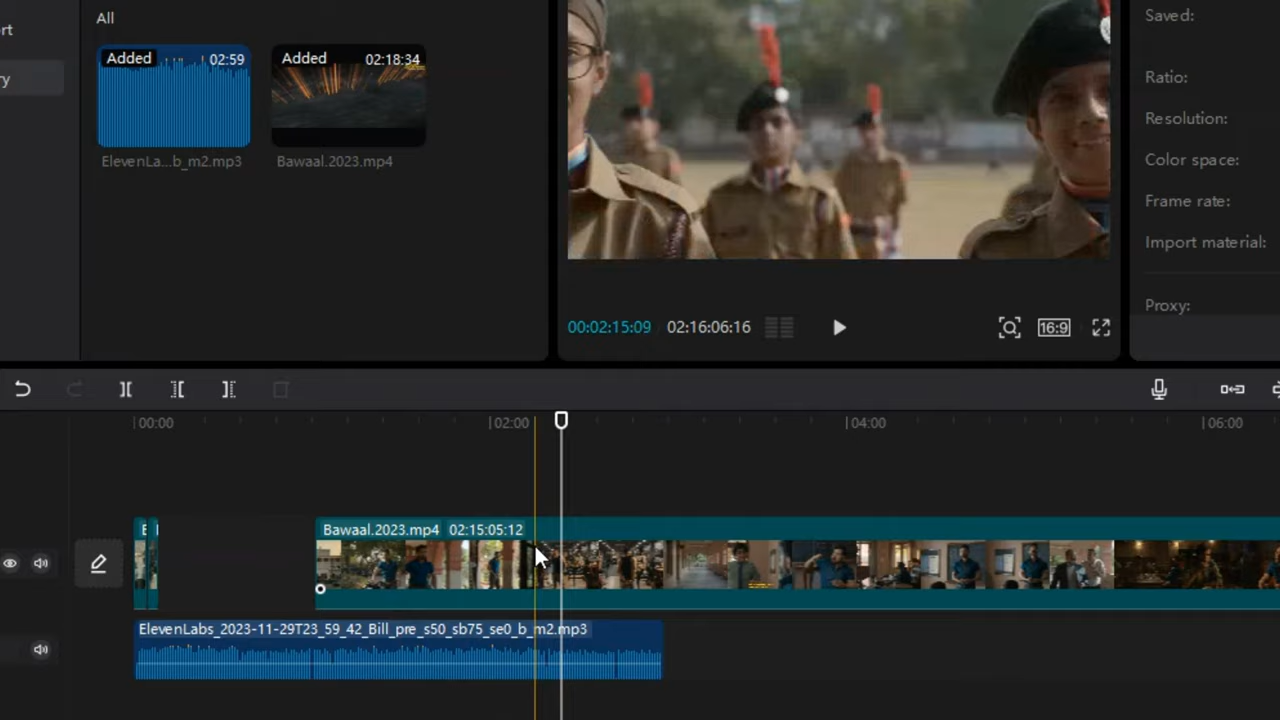 rt
All
y
Added 02:59
Added 02:18:34
ElevenLa...b_m2.mp3
Bawaal.2023.mp4
00:02:15:09 02:16:06:16
16:9
Saved:
Ratio:
Resolution:
Color space:
Frame rate:
Import material:
Proxy:
00:00 02:00 04:00 06:00
Bawaal.2023.mp4 02:15:05:12
ElevenLabs_2023-11-29T23_59_42_Bill_pre_s50_sb75_se0_b_m2.mp3